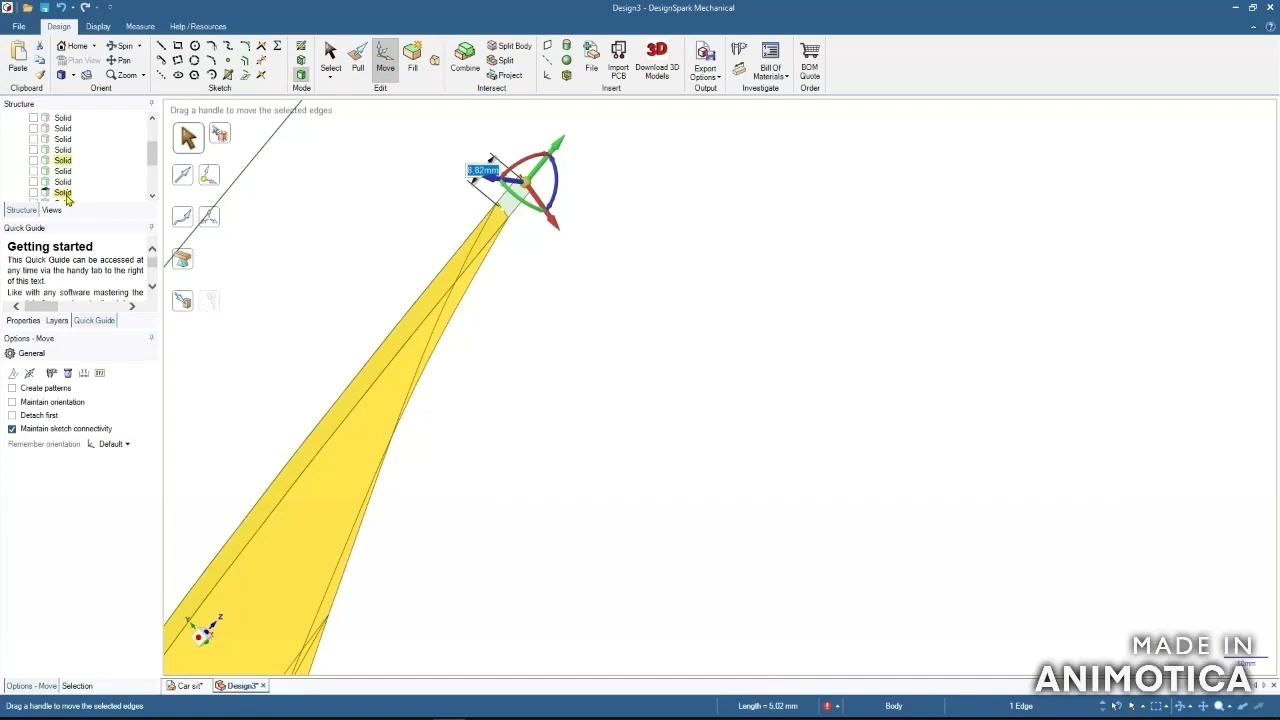 Design3 - DesignSpark Mechanical
File Design Display Measure Help / Resources
Paste
Clipboard
Home Spin
Plan View Pan
Zoom
Orient
Sketch
Mode
Select Pull Move Fill
Edit
Combine
Split Body
Split
Project
Intersect
File Import PCB 3D Download 3D Models
Insert
Export Options
Output
Bill Of Materials
Investigate
BOM Quote
Order
Structure
Drag a handle to move the selected edges
Solid
Solid
Solid
Solid
Solid
Solid
Solid
Solid
8,82mm
Structure Views
Quick Guide
Getting started
This Quick Guide can be accessed at
any time via the handy tab to the right
of this text.
Like with any software mastering the
Properties Layers Quick Guide
Options - Move
General
Create patterns
Maintain orientation
Detach first
Maintain sketch connectivity
Remember orientation Default
Z
Y
MADE IN
ANIMOTICA
Options - Move Selection
Car sit* Design3*
Drag a handle to move the selected edges Length = 5.02 mm Body 1 Edge